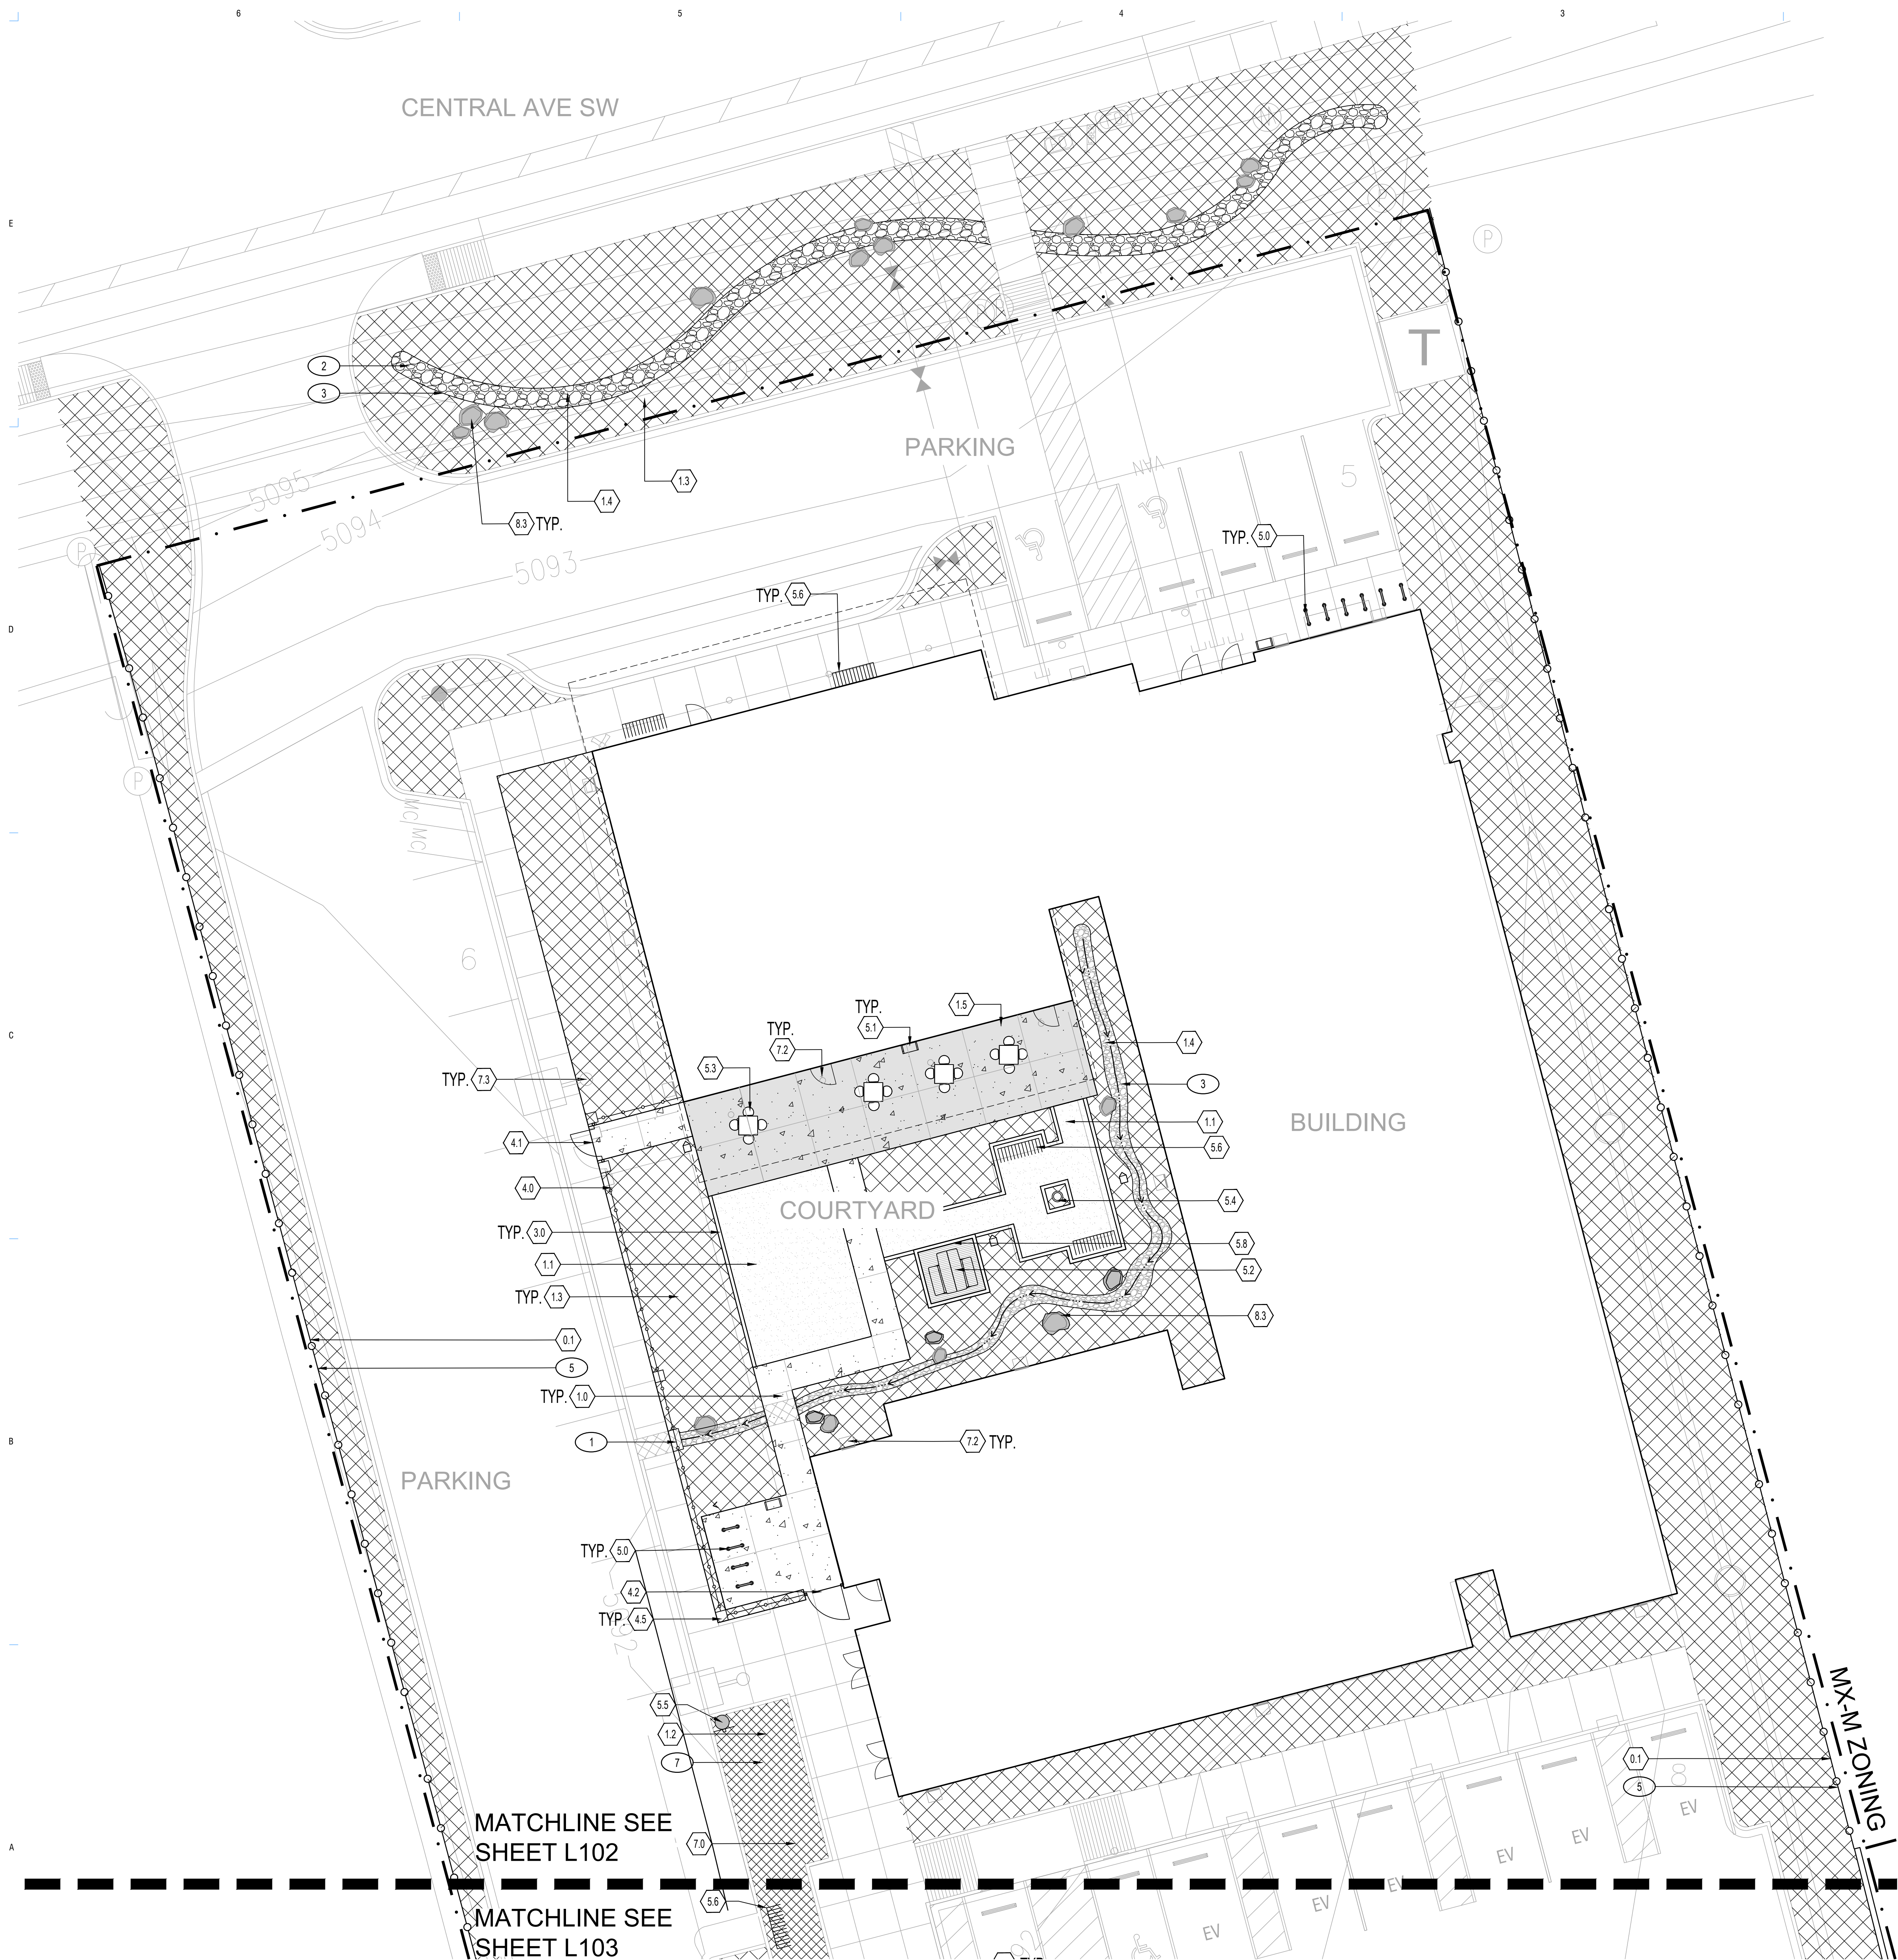 6
5
4
3
CENTRAL AVE SW
E
P
T
2
3
PARKING
VAN
5
1.3
1.4
8.3 TYP.
5095
5094
5093
P
TYP. 5.0
TYP. 5.6
D
P
MC MC
6
TYP.
1.5
TYP.
5.1
7.2
C
5.3
1.4
TYP. 7.3
3
1.1
BUILDING
4.1
5.6
4.0
5.4
COURTYARD
TYP. 3.0
5.8
1.1
5.2
TYP. 1.3
8.3
0.1
5
TYP. 1.0
1
7.2 TYP.
B
PARKING
TYP. 5.0
4.2
TYP. 4.5
5.5
1.2
7
0.1
5
8
MX-M ZONING
MATCHLINE SEE
SHEET L102
7.0
A
EV
EV
EV
EV
5.6
EV
EV
MATCHLINE SEE
SHEET L103